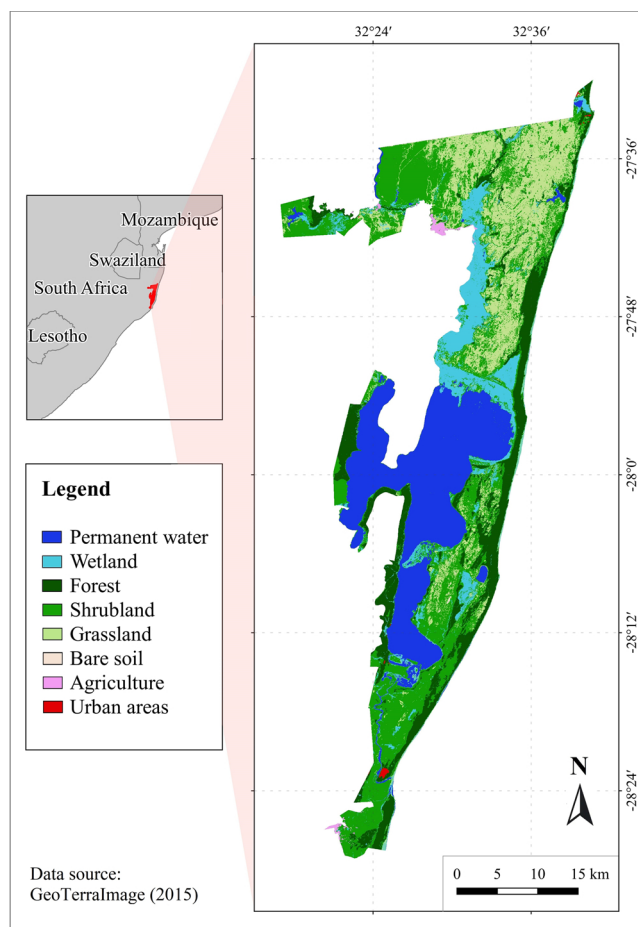 32°24'
32°36'
-27°36'
-27°48'
-28°0'
-28°12'
-28°24'
Mozambique
Swaziland
South Africa
Lesotho
Legend
Permanent water
Wetland
Forest
Shrubland
Grassland
Bare soil
Agriculture
Urban areas
N
Data source:
GeoTerraImage (2015)
0 5 10 15 km